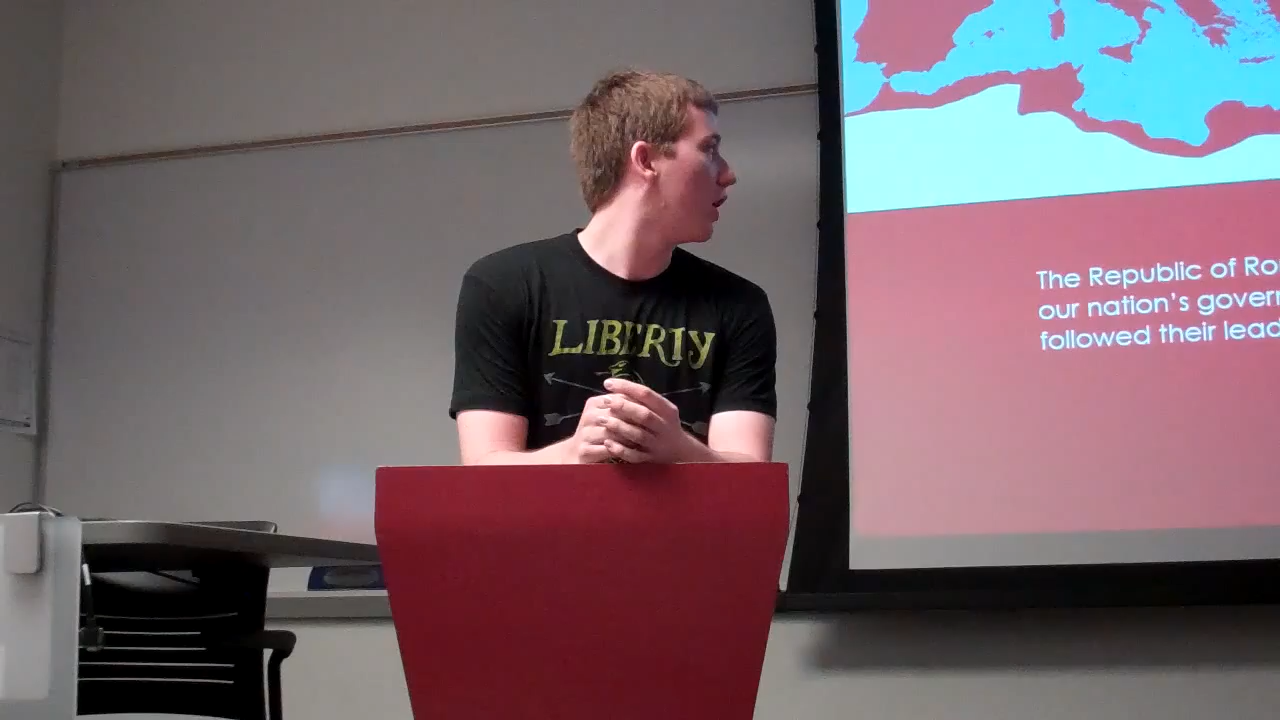 LIBERTY
The Republic of Ro
our nation's govern
followed their lead